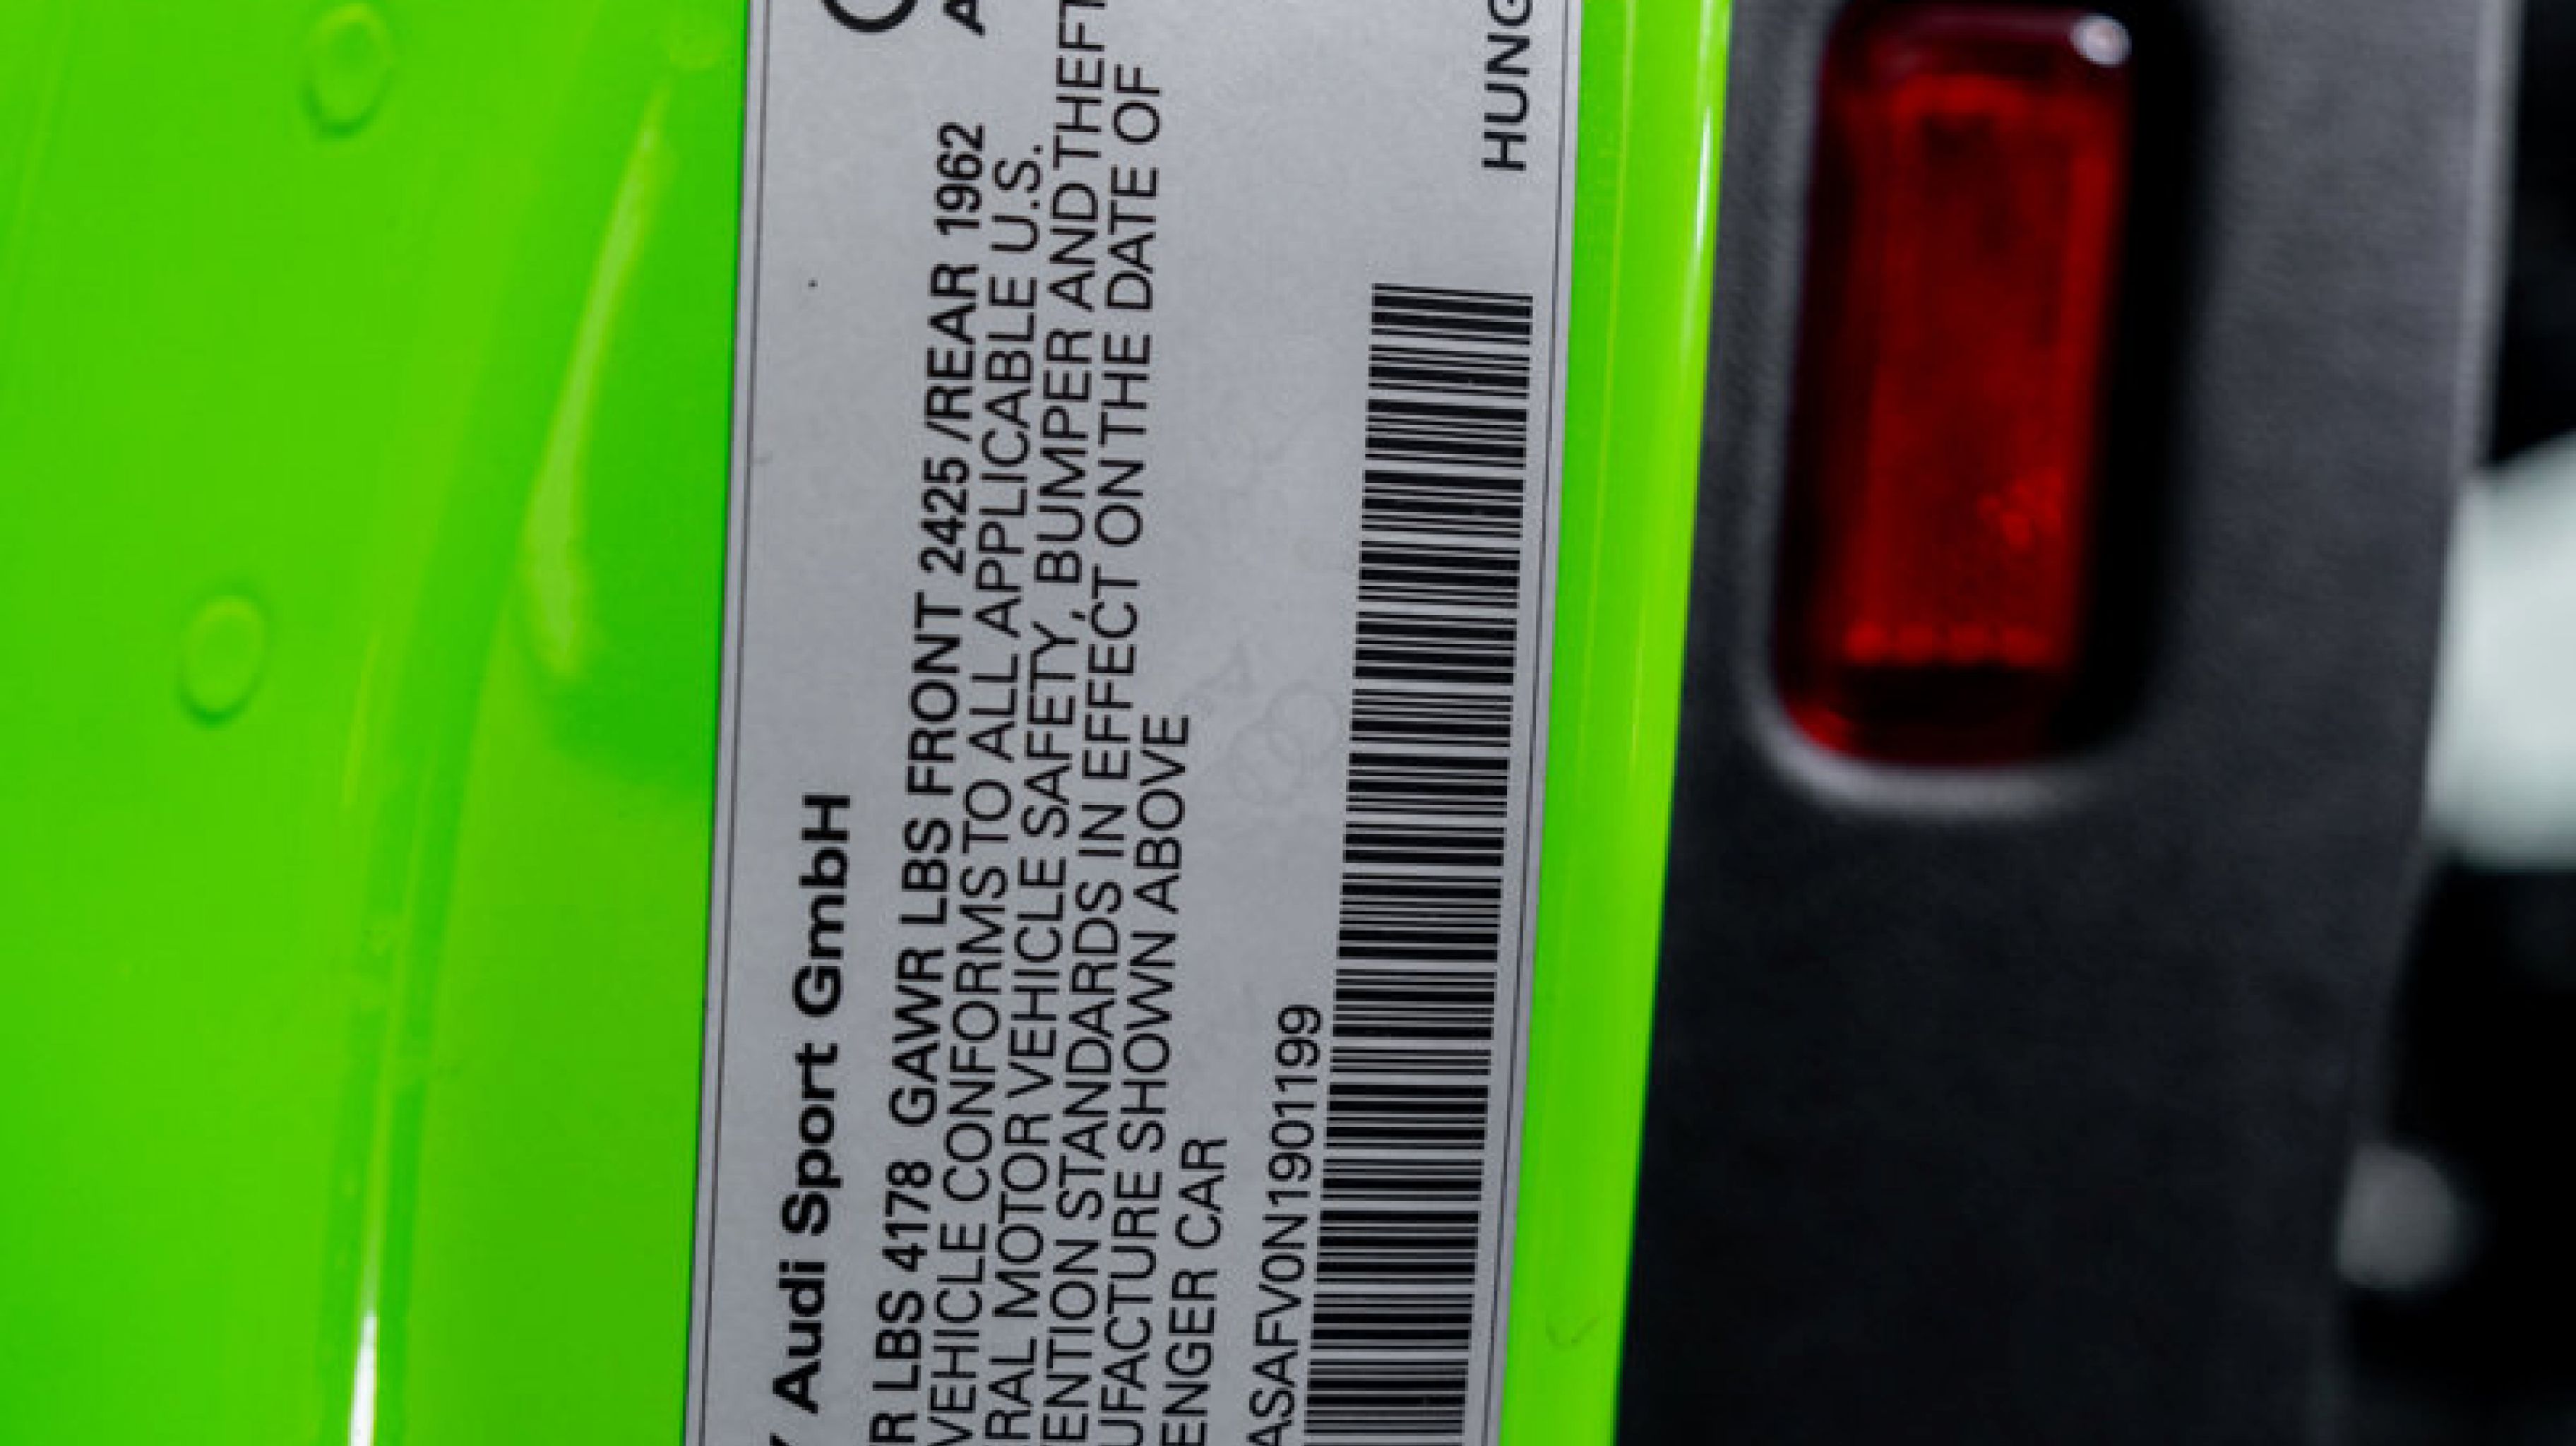 Audi Sport GmbH
R LBS 4178 GAWR LBS FRONT 2425 /REAR 1962
VEHICLE CONFORMS TO ALL APPLICABLE U.S.
RAL MOTOR VEHICLE SAFETY, BUMPER AND THEFT
ENTION STANDARDS IN EFFECT ON THE DATE OF
UFACTURE SHOWN ABOVE
ENGER CAR
ASAFV0N1901199
HUNG